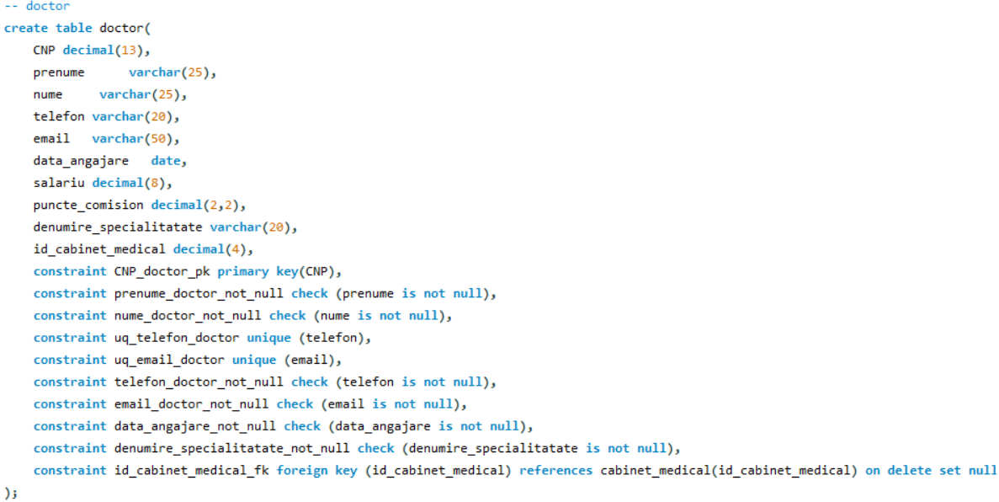 -- doctor
create table doctor(
    CNP decimal(13),
    prenume      varchar(25),
    nume     varchar(25),
    telefon varchar(20),
    email   varchar(50),
    data_angajare   date,
    salariu decimal(8),
    puncte_comision decimal(2,2),
    denumire_specialitatate varchar(20),
    id_cabinet_medical decimal(4),
    constraint CNP_doctor_pk primary key(CNP),
    constraint prenume_doctor_not_null check (prenume is not null),
    constraint nume_doctor_not_null check (nume is not null),
    constraint uq_telefon_doctor unique (telefon),
    constraint uq_email_doctor unique (email),
    constraint telefon_doctor_not_null check (telefon is not null),
    constraint email_doctor_not_null check (email is not null),
    constraint data_angajare_not_null check (data_angajare is not null),
    constraint denumire_specialitatate_not_null check (denumire_specialitatate is not null),
    constraint id_cabinet_medical_fk foreign key (id_cabinet_medical) references cabinet_medical(id_cabinet_medical) on delete set null
);